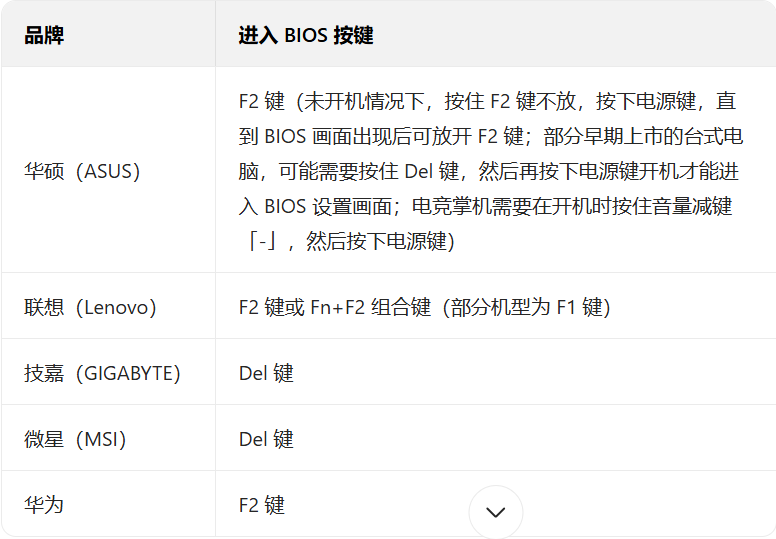 品牌
进入 BIOS 按键
华硕（ASUS）
F2 键（未开机情况下，按住 F2 键不放，按下电源键，直
到 BIOS 画面出现后可放开 F2 键；部分早期上市的台式电
脑，可能需要按住 Del 键，然后再按下电源键开机才能进
入 BIOS 设置画面；电竞掌机需要在开机时按住音量减键
「-」，然后按下电源键）
联想（Lenovo）
F2 键或 Fn+F2 组合键（部分机型为 F1 键）
技嘉（GIGABYTE）
Del 键
微星（MSI）
Del 键
华为
F2 键